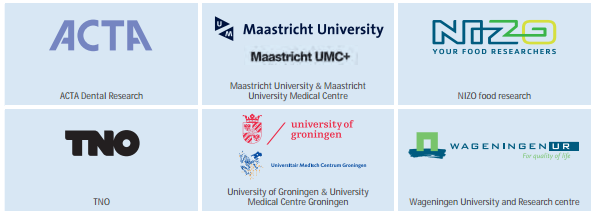 ACTA
ACTA Dental Research
UM
Maastricht University
Maastricht UMC+
Maastricht University & Maastricht
University Medical Centre
NIZO
YOUR FOOD RESEARCHERS
NIZO food research
TNO
TNO
university of
groningen
Universitair Medisch Centrum Groningen
University of Groningen & University
Medical Centre Groningen
WAGENINGEN UR
For quality of life
Wageningen University and Research centre